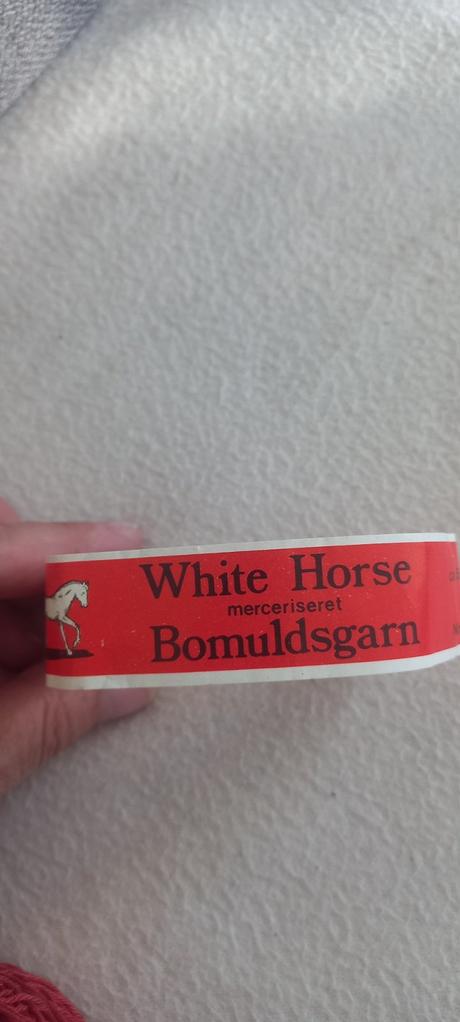 White Horse
merceriseret
Bomuldsgarn